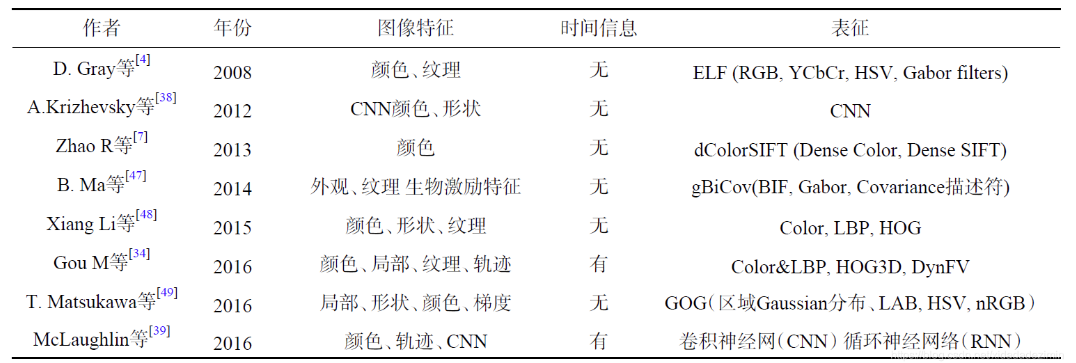 作者 年份 图像特征 时间信息 表征
D. Gray等[4] 2008 颜色、纹理 无 ELF (RGB, YCbCr, HSV, Gabor filters)
A.Krizhevsky等[38] 2012 CNN颜色、形状 无 CNN
Zhao R等[7] 2013 颜色 无 dColorSIFT (Dense Color, Dense SIFT)
B. Ma等[47] 2014 外观、纹理 生物激励特征 无 gBiCov(BIF, Gabor, Covariance描述符)
Xiang Li等[48] 2015 颜色、形状、纹理 无 Color, LBP, HOG
Gou M等[34] 2016 颜色、局部、纹理、轨迹 有 Color&LBP, HOG3D, DynFV
T. Matsukawa等[49] 2016 局部、形状、颜色、梯度 无 GOG（区域Gaussian分布、LAB, HSV, nRGB）
McLaughlin等[39] 2016 颜色、轨迹、CNN 有 卷积神经网（CNN） 循环神经网络（RNN）